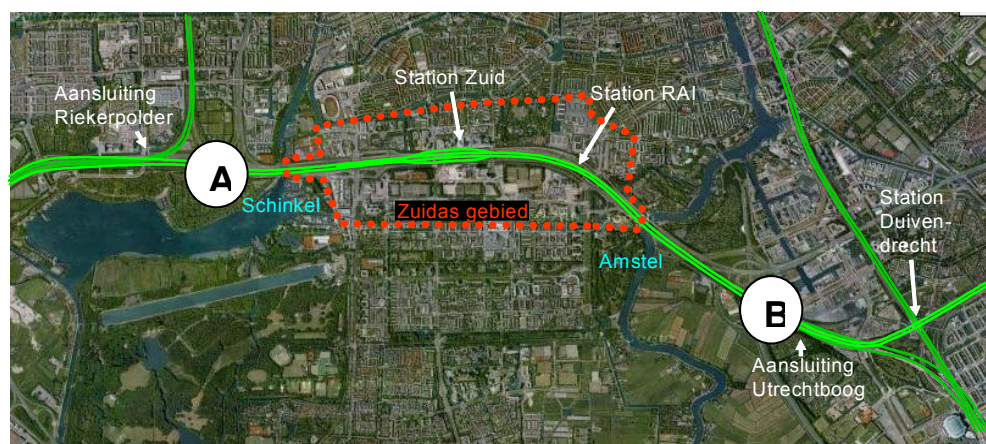 Station Zuid
Station RAI
Aansluiting
Riekerpolder
A
Schinkel
Zuidas gebied
Station
Duiven-
drecht
Amstel
B
Aansluiting
Utrechtboog